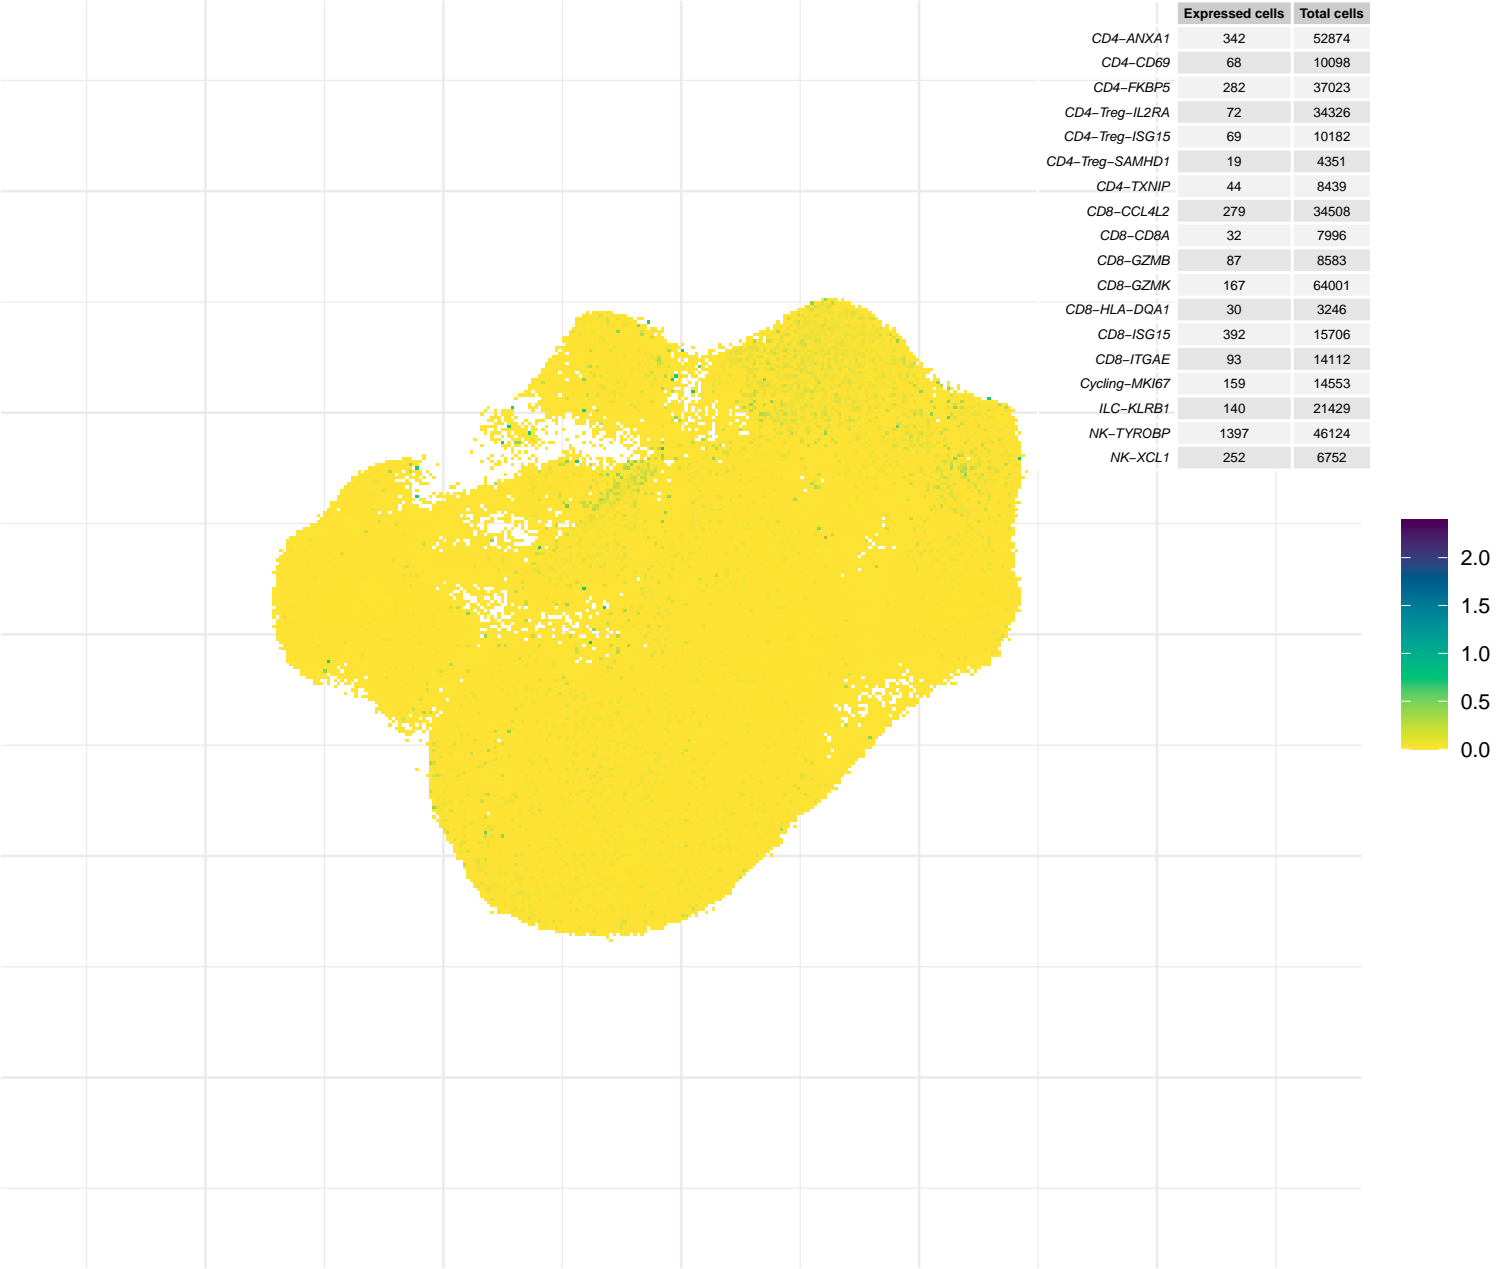 Expressed cells Total cells
CD4−ANXA1 342 52874
CD4−CD69 68 10098
CD4−FKBP5 282 37023
CD4−Treg−IL2RA 72 34326
CD4−Treg−ISG15 69 10182
CD4−Treg−SAMHD1 19 4351
CD4−TXNIP 44 8439
CD8−CCL4L2 279 34508
CD8−CD8A 32 7996
CD8−GZMB 87 8583
CD8−GZMK 167 64001
CD8−HLA−DQA1 30 3246
CD8−ISG15 392 15706
CD8−ITGAE 93 14112
Cycling−MKI67 159 14553
ILC−KLRB1 140 21429
NK−TYROBP 1397 46124
NK−XCL1 252 6752
2.0
1.5
1.0
0.5
0.0